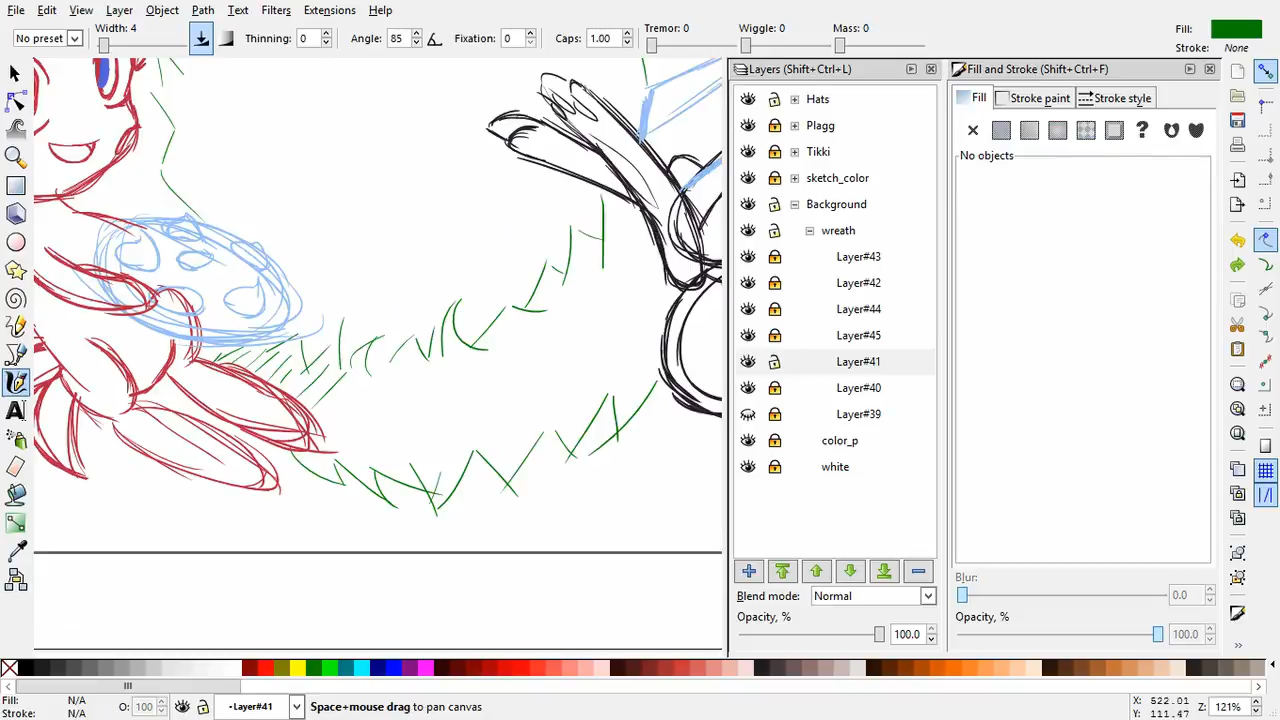 File Edit View Layer Object Path Text Filters Extensions Help
No preset Width: 4 Thinning: 0 Angle: 85 Fixation: 0 Caps: 1.00 Tremor: 0 Wiggle: 0 Mass: 0 Fill: Stroke: None
Layers (Shift+Ctrl+L)
Hats
Plagg
Tikki
sketch_color
Background
wreath
Layer#43
Layer#42
Layer#44
Layer#45
Layer#41
Layer#40
Layer#39
color_p
white
Blend mode: Normal
Opacity, %
100.0
Fill and Stroke (Shift+Ctrl+F)
Fill Stroke paint Stroke style
?
No objects
Blur:
0.0
Opacity, %
100.0
Fill: N/A
Stroke: N/A
O: 100
•Layer#41
Space+mouse drag to pan canvas
X: 522.01
Y: 111.47
Z: 121%